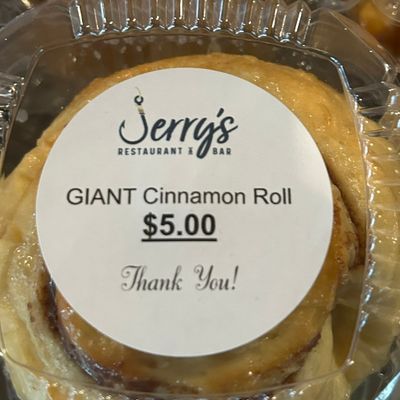 Jerry's
RESTAURANT & BAR
GIANT Cinnamon Roll
$5.00
Thank You!